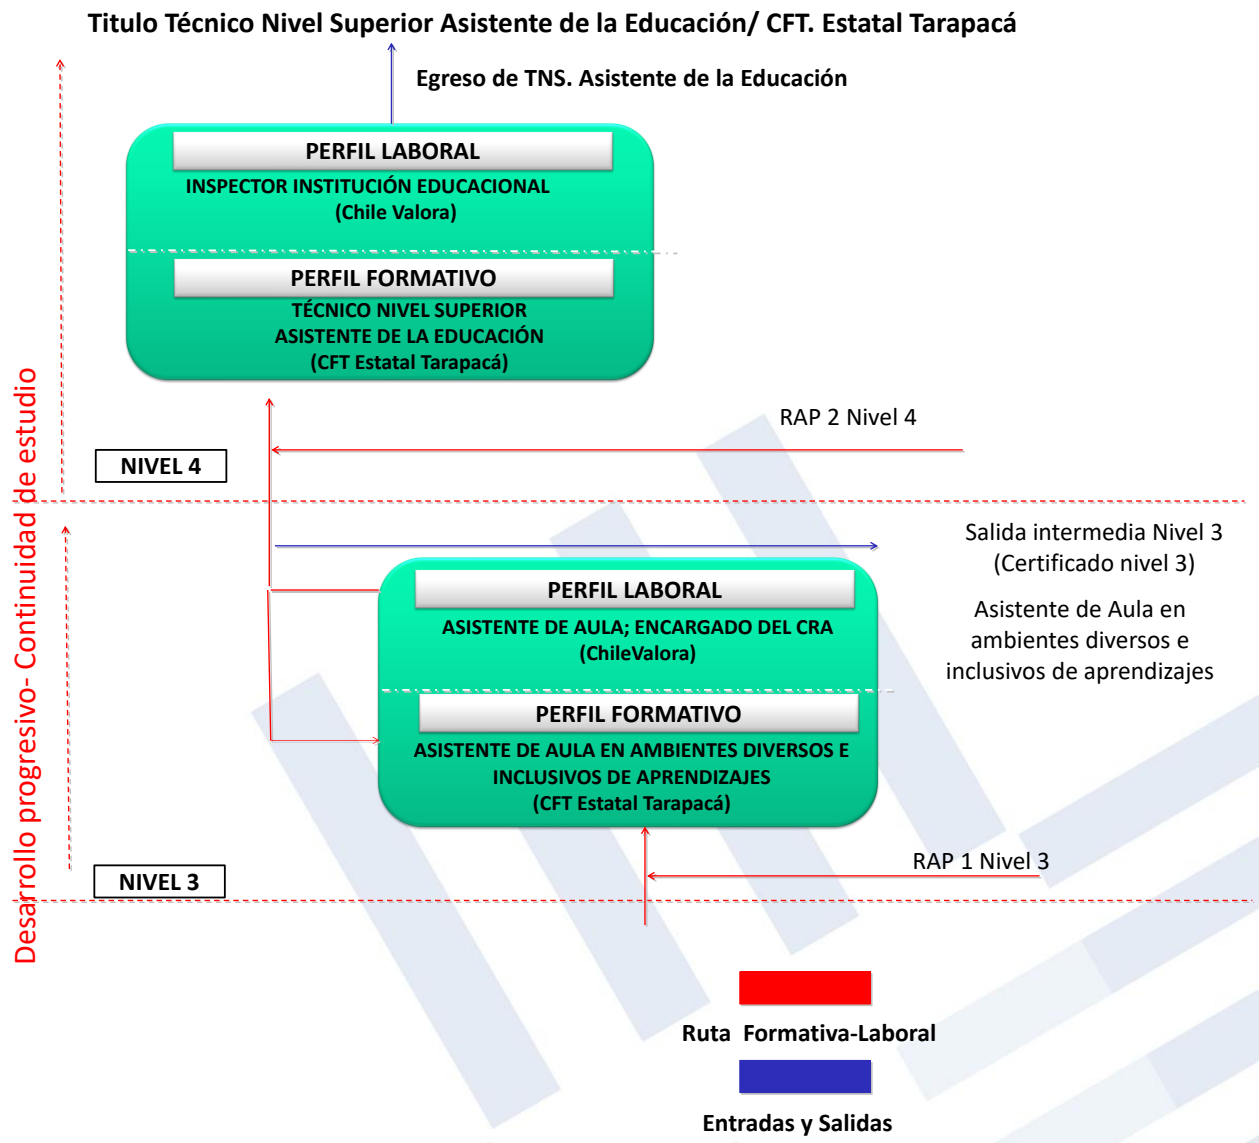 Titulo Técnico Nivel Superior Asistente de la Educación/ CFT. Estatal Tarapacá
Egreso de TNS. Asistente de la Educación
PERFIL LABORAL
INSPECTOR INSTITUCIÓN EDUCACIONAL
(Chile Valora)
PERFIL FORMATIVO
TÉCNICO NIVEL SUPERIOR
ASISTENTE DE LA EDUCACIÓN
(CFT Estatal Tarapacá)
Desarrollo progresivo- Continuidad de estudio
RAP 2 Nivel 4
NIVEL 4
Salida intermedia Nivel 3
(Certificado nivel 3)
Asistente de Aula en
ambientes diversos e
inclusivos de aprendizajes
PERFIL LABORAL
ASISTENTE DE AULA; ENCARGADO DEL CRA
(ChileValora)
PERFIL FORMATIVO
ASISTENTE DE AULA EN AMBIENTES DIVERSOS E
INCLUSIVOS DE APRENDIZAJES
(CFT Estatal Tarapacá)
RAP 1 Nivel 3
NIVEL 3
Ruta Formativa-Laboral
Entradas y Salidas